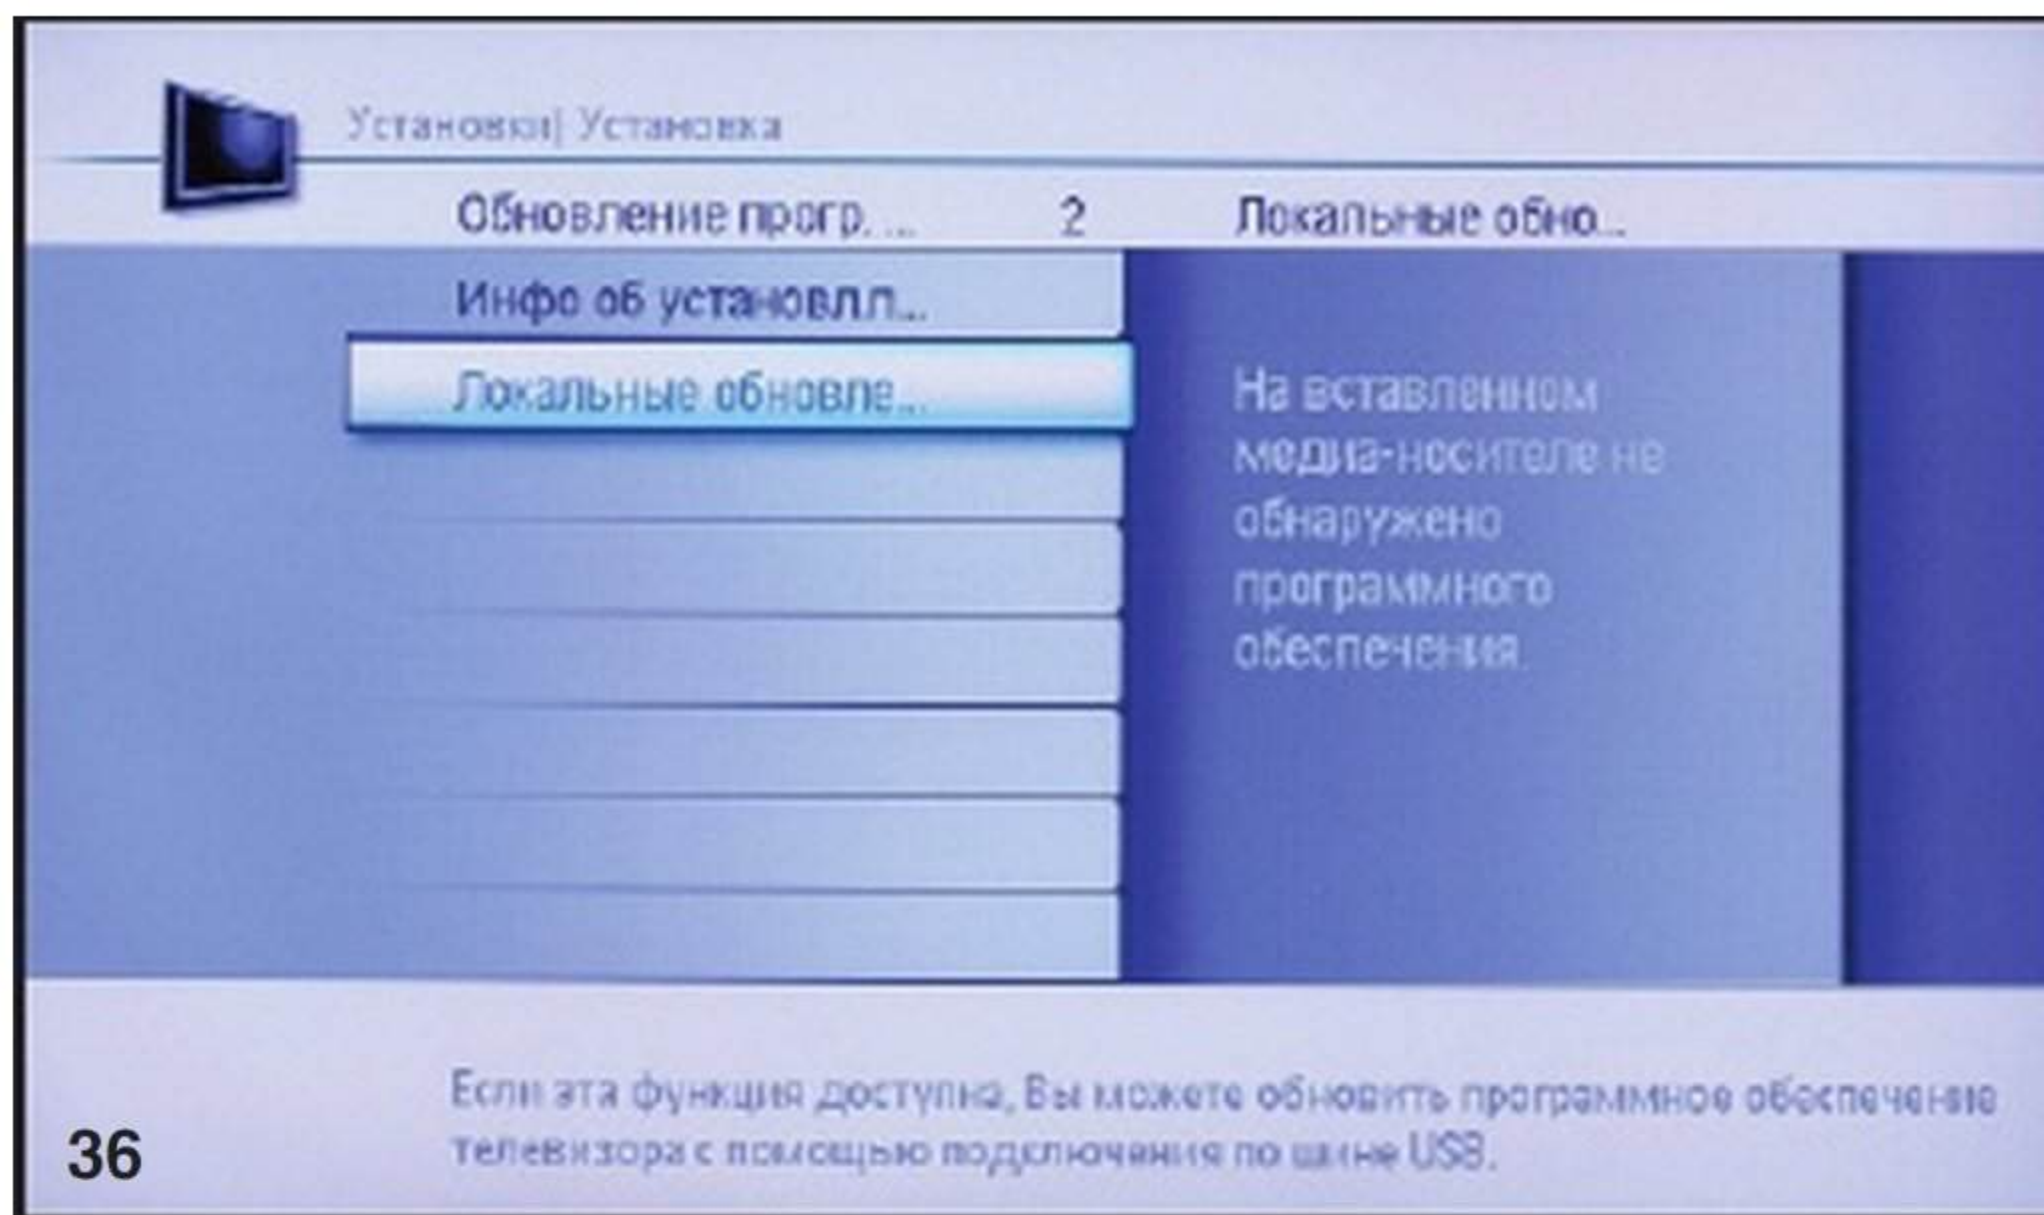 Установки| Установка
Обновление прогр. ... 2 Локальные обно...
Инфо об установл.п...
Локальные обновле...
На вставленном
медиа-носителе не
обнаружено
программного
обеспечения.
Если эта функция доступна, Вы можете обновить программное обеспечение
телевизора с помощью подключения по шине USB.
36